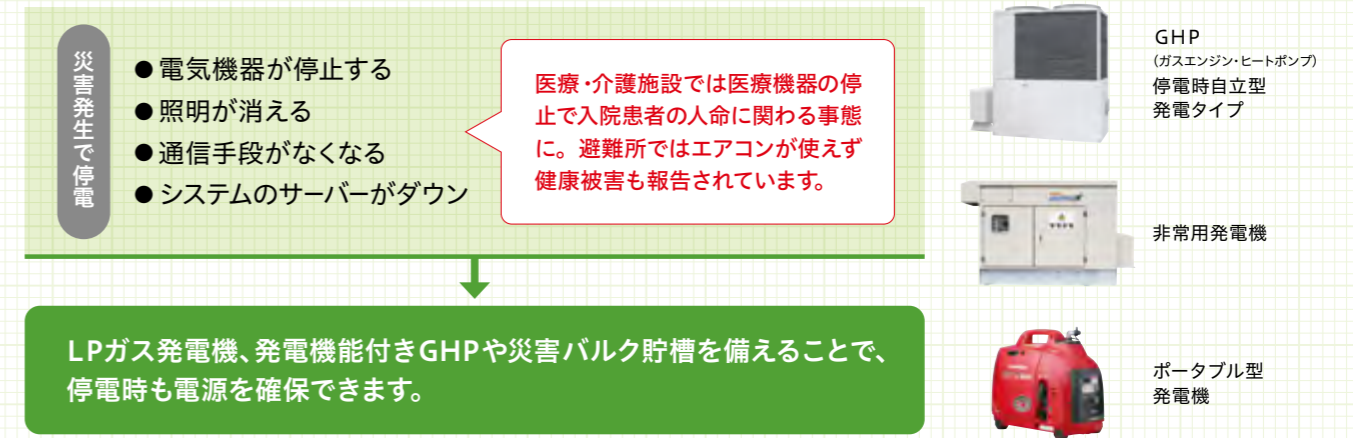 災害発生で停電
●電気機器が停止する
●照明が消える
●通信手段がなくなる
●システムのサーバーがダウン
医療・介護施設では医療機器の停
止で入院患者の人命に関わる事態
に。避難所ではエアコンが使えず
健康被害も報告されています。
LPガス発電機、発電機能付きGHPや災害バルク貯槽を備えることで、
停電時も電源を確保できます。
GHP
(ガスエンジン・ヒートポンプ)
停電時自立型
発電タイプ
非常用発電機
ポータブル型
発電機